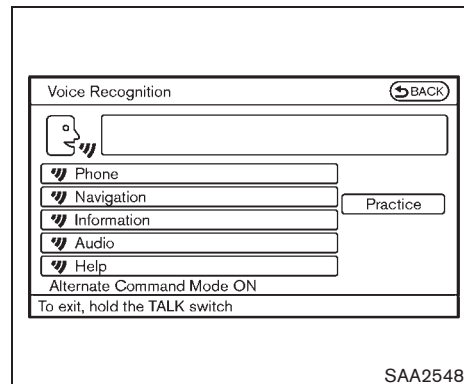 Voice Recognition
BACK
Phone
Navigation
Practice
Information
Audio
Help
Alternate Command Mode ON
To exit, hold the TALK switch
SAA2548